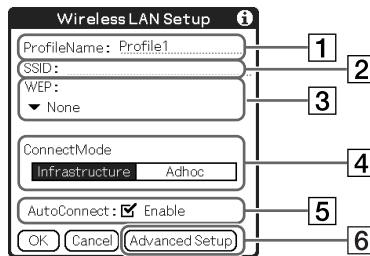 Wireless LAN Setup i
ProfileName: Profile1 1
SSID: 2
WEP:
▼ None 3
ConnectMode
Infrastructure Adhoc 4
AutoConnect: ☑ Enable 5
OK Cancel Advanced Setup 6